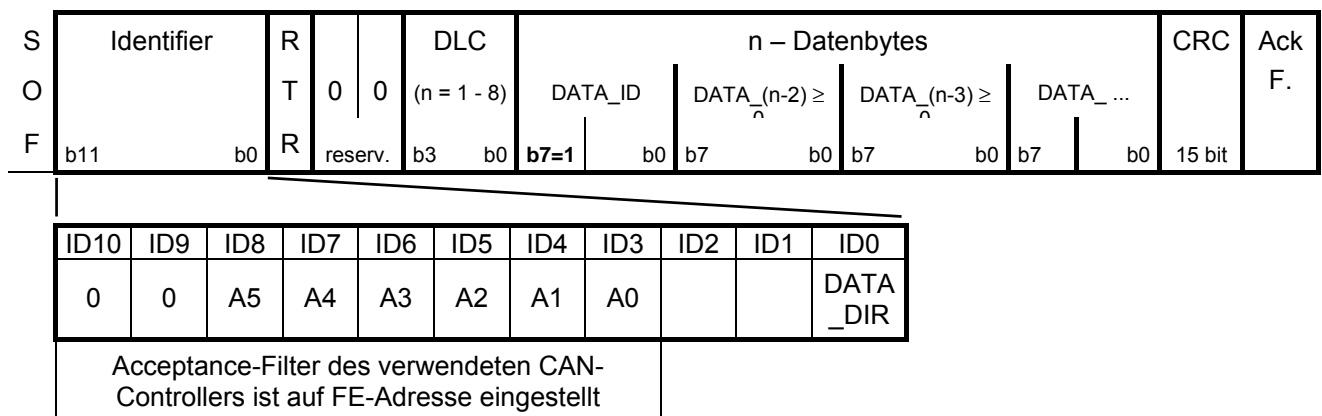 S Identifier R DLC n – Datenbytes CRC Ack
O T 0 0 (n = 1 - 8) DATA_ID DATA_(n-2) ≥ 0 DATA_(n-3) ≥ 0 DATA_ ... F.
F b11 b0 R reserv. b3 b0 b7=1 b0 b7 b0 b7 b0 b7 b0 15 bit
ID10 ID9 ID8 ID7 ID6 ID5 ID4 ID3 ID2 ID1 ID0
0 0 A5 A4 A3 A2 A1 A0 DATA
_DIR
Acceptance-Filter des verwendeten CAN-
Controllers ist auf FE-Adresse eingestellt